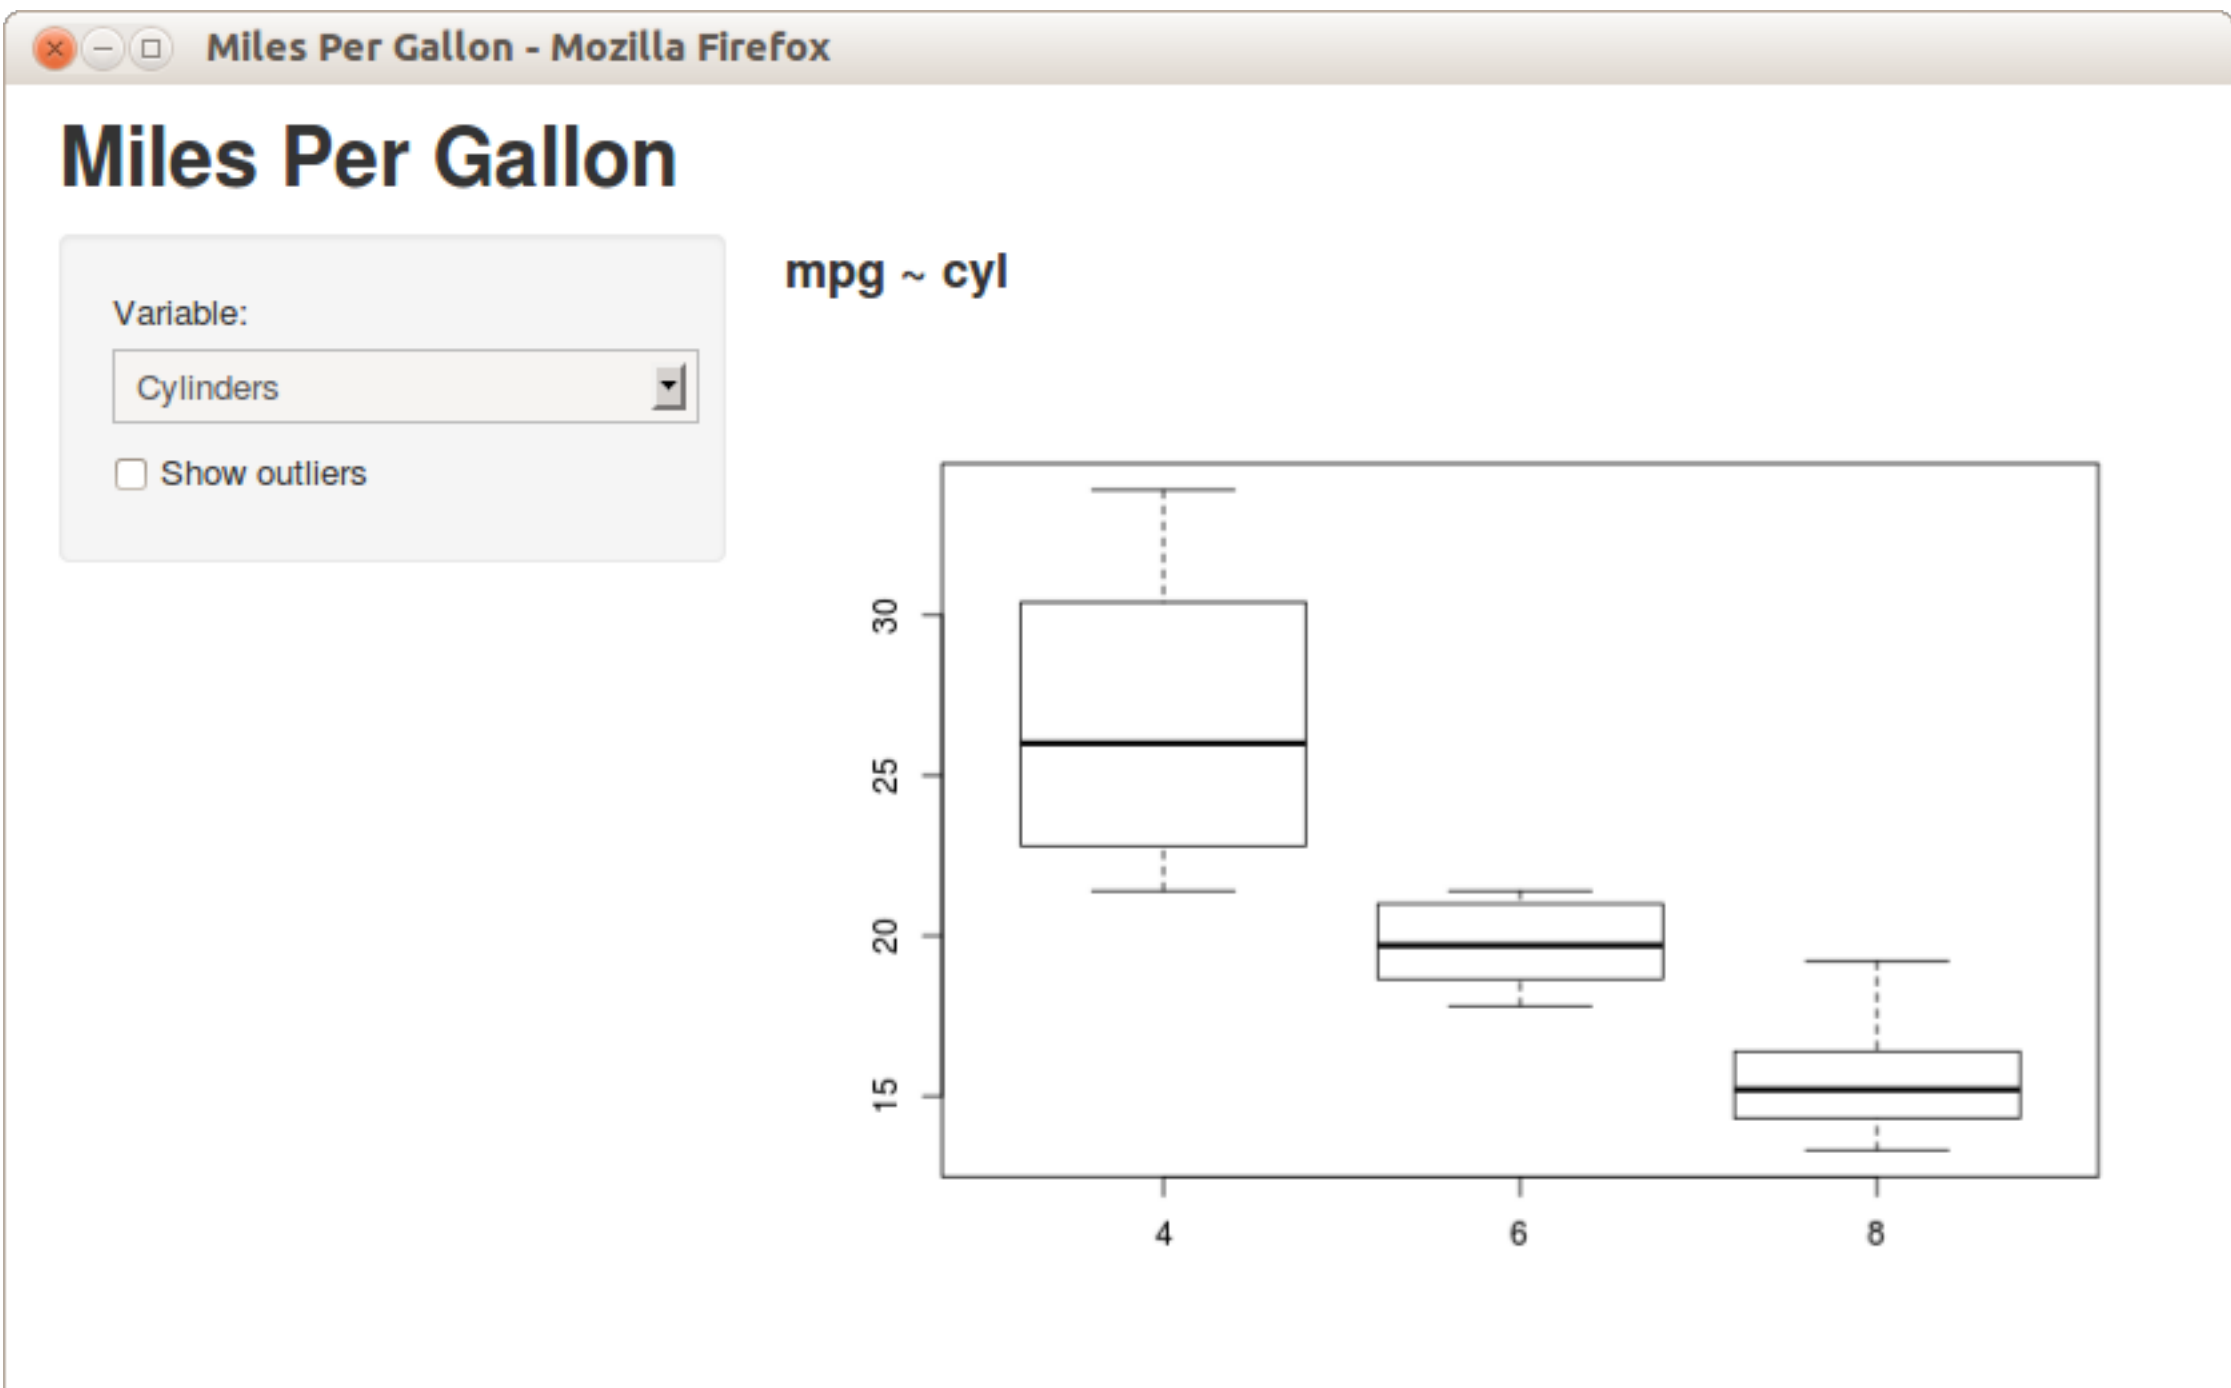 Miles Per Gallon - Mozilla Firefox
Miles Per Gallon
Variable:
Cylinders
Show outliers
mpg ~ cyl
30
25
20
15
4 6 8